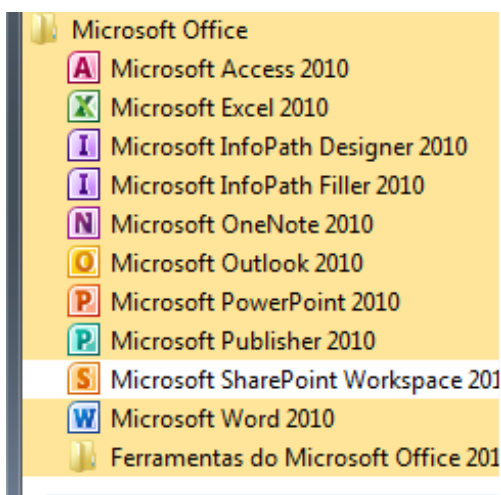 Microsoft Office
A Microsoft Access 2010
X Microsoft Excel 2010
I Microsoft InfoPath Designer 2010
I Microsoft InfoPath Filler 2010
N Microsoft OneNote 2010
O Microsoft Outlook 2010
P Microsoft PowerPoint 2010
P Microsoft Publisher 2010
S Microsoft SharePoint Workspace 201
W Microsoft Word 2010
Ferramentas do Microsoft Office 201